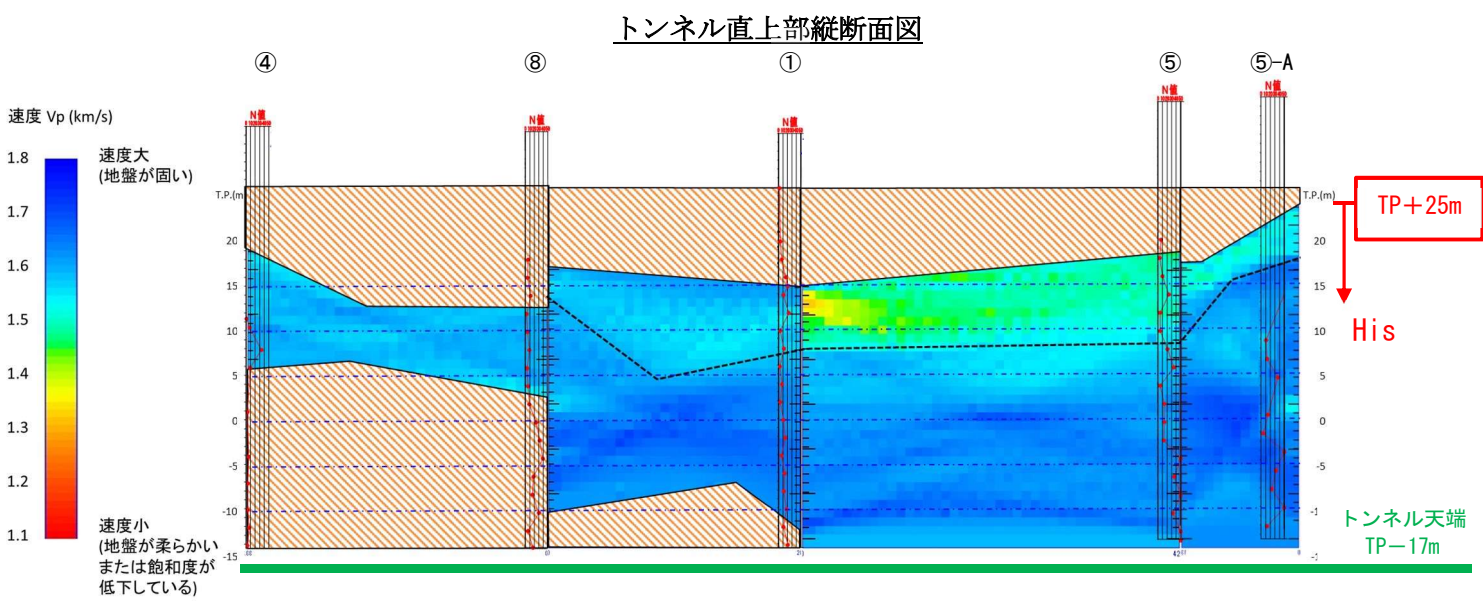 トンネル直上部縦断面図
④
⑧
①
⑤
⑤-A
N値
N値
N値
N値
N値
速度 Vp (km/s)
1.8
1.7
1.6
1.5
1.4
1.3
1.2
1.1
速度大
(地盤が固い)
速度小
(地盤が柔らかい
または飽和度が
低下している)
T.P.(m
20
15
10
5
0
-5
-10
-15
T.P.(m)
20
15
10
5
0
-5
-1
TP+25m
His
トンネル天端
TP-17m